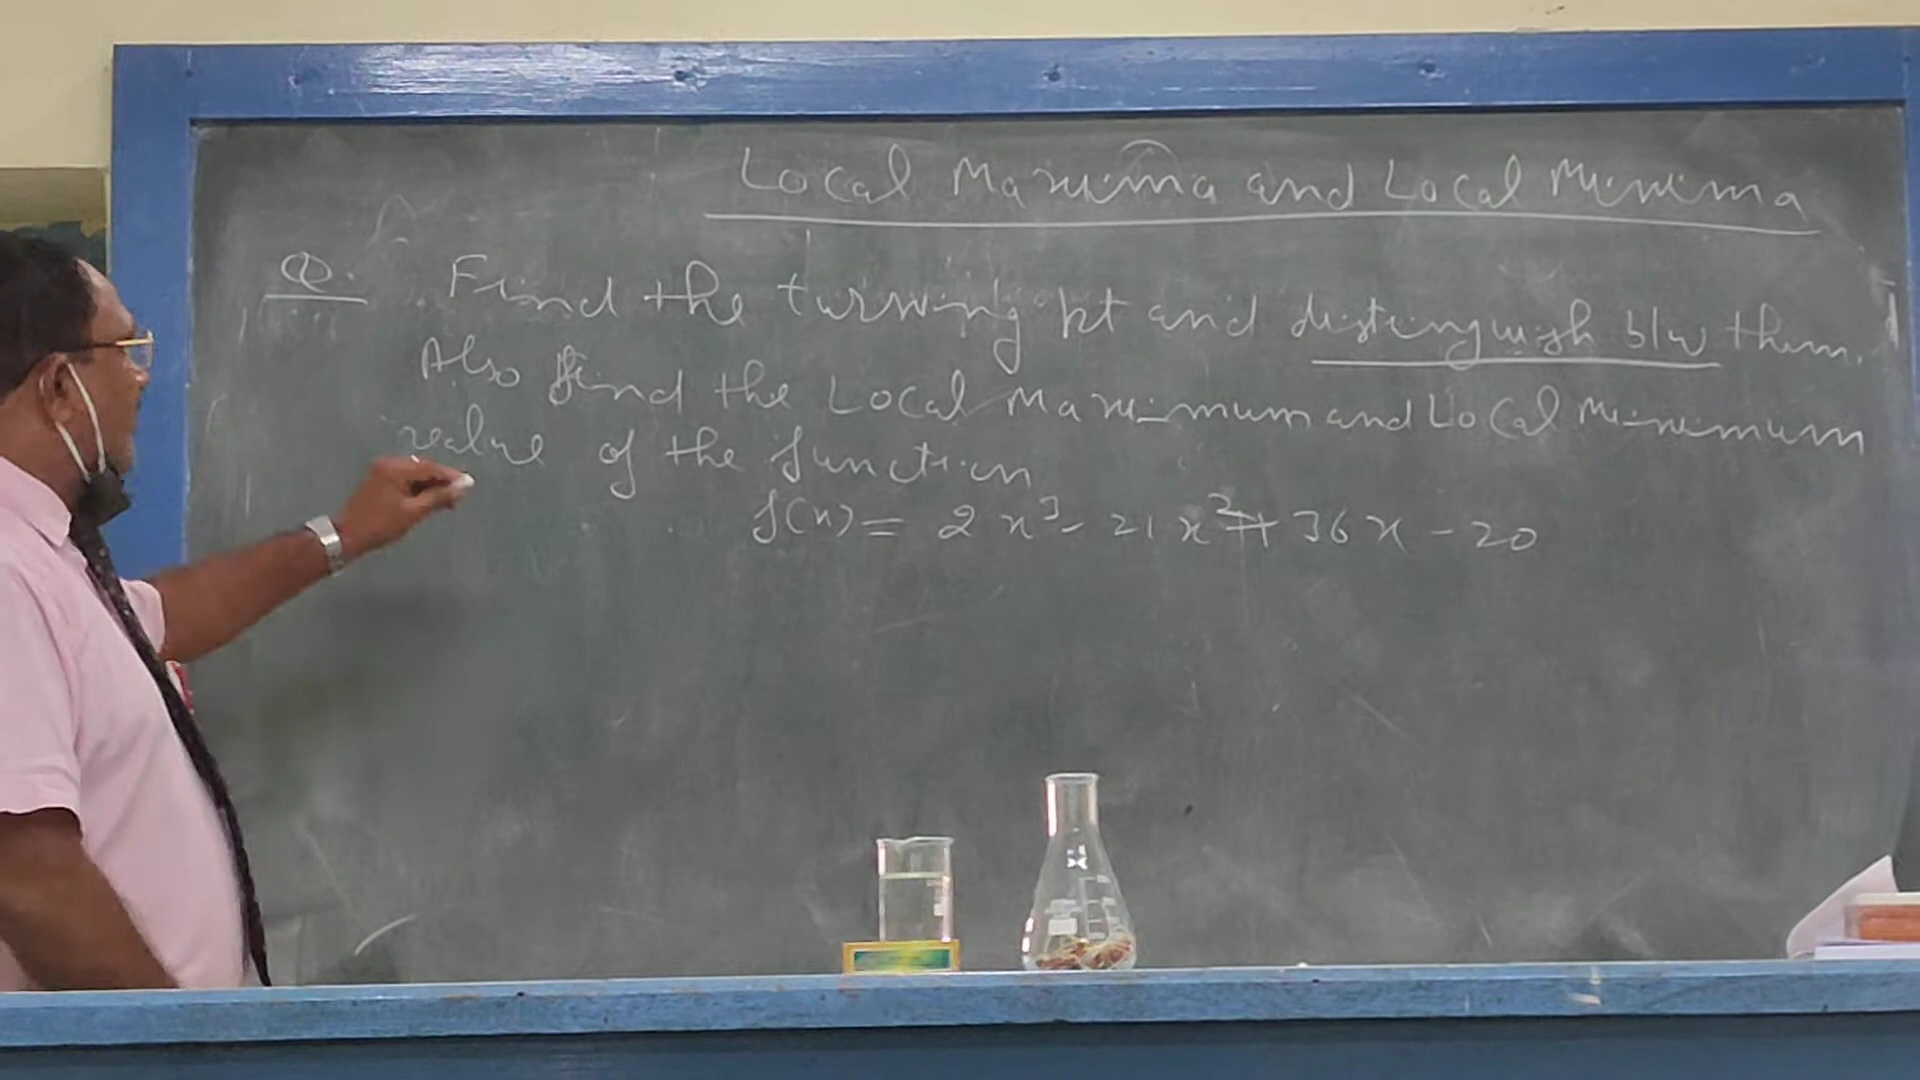 Local Maxima and Local Minima
Q. Find the turning pt and distinguish b/w them.
Also find the Local Maximum and Local Minimum
value of the function
f(x) = 2x³ - 21x² + 36x - 20